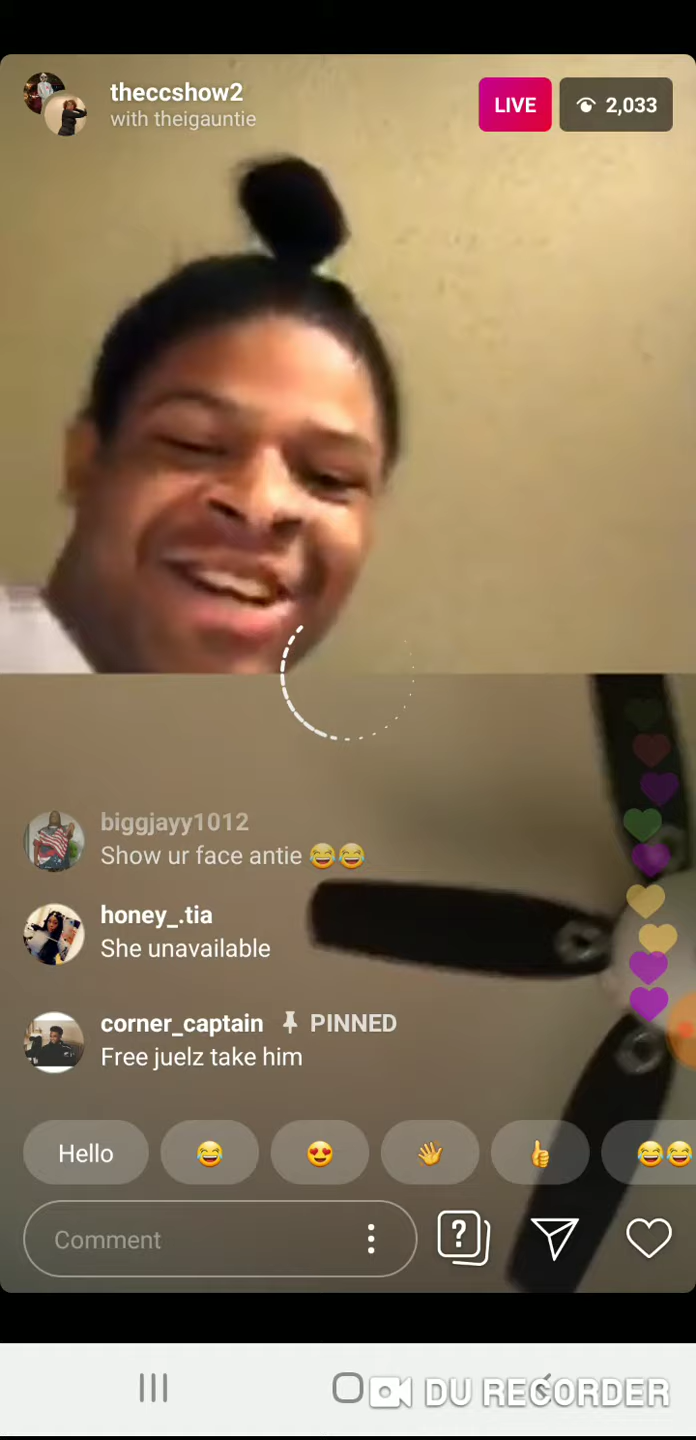 theccshow2
with theigauntie
LIVE
2,033
biggjayy1012
Show ur face antie 😂😂
honey_.tia
She unavailable
corner_captain PINNED
Free juelz take him
Hello
Comment
DU RECORDER